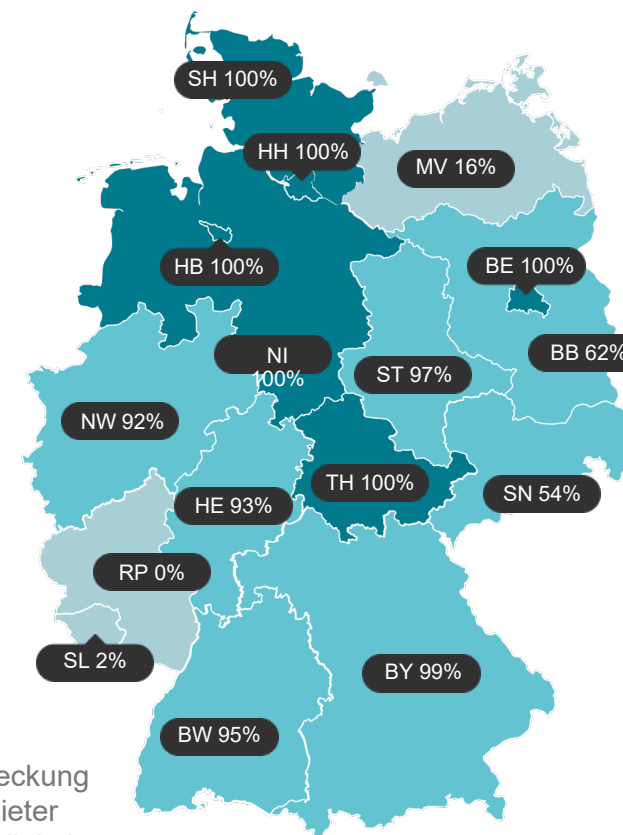 SH 100%
HH 100%
MV 16%
HB 100%
BE 100%
NI
100%
BB 62%
ST 97%
NW 92%
TH 100%
SN 54%
HE 93%
RP 0%
SL 2%
BY 99%
BW 95%
eckung
ieter